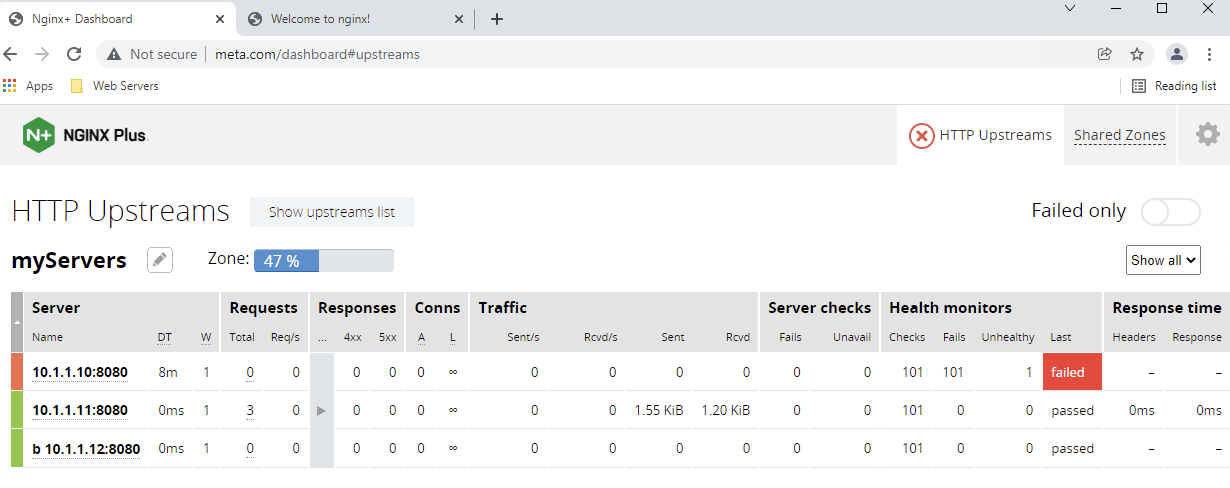 Nginx+ Dashboard
Welcome to nginx!
Not secure | meta.com/dashboard#upstreams
Apps Web Servers Reading list
N+ NGINX Plus HTTP Upstreams Shared Zones
HTTP Upstreams Show upstreams list Failed only
myServers Zone: 47 % Show all
Server Requests Responses Conns Traffic Server checks Health monitors Response time
Name DT W Total Req/s ... 4xx 5xx A L Sent/s Rcvd/s Sent Rcvd Fails Unavail Checks Fails Unhealthy Last Headers Response
10.1.1.10:8080 8m 1 0 0 0 0 0 ∞ 0 0 0 0 0 0 101 101 1 failed – –
10.1.1.11:8080 0ms 1 3 0 0 0 0 ∞ 0 0 1.55 KiB 1.20 KiB 0 0 101 0 0 passed 0ms 0ms
b 10.1.1.12:8080 0ms 1 0 0 0 0 0 ∞ 0 0 0 0 0 0 101 0 0 passed – –